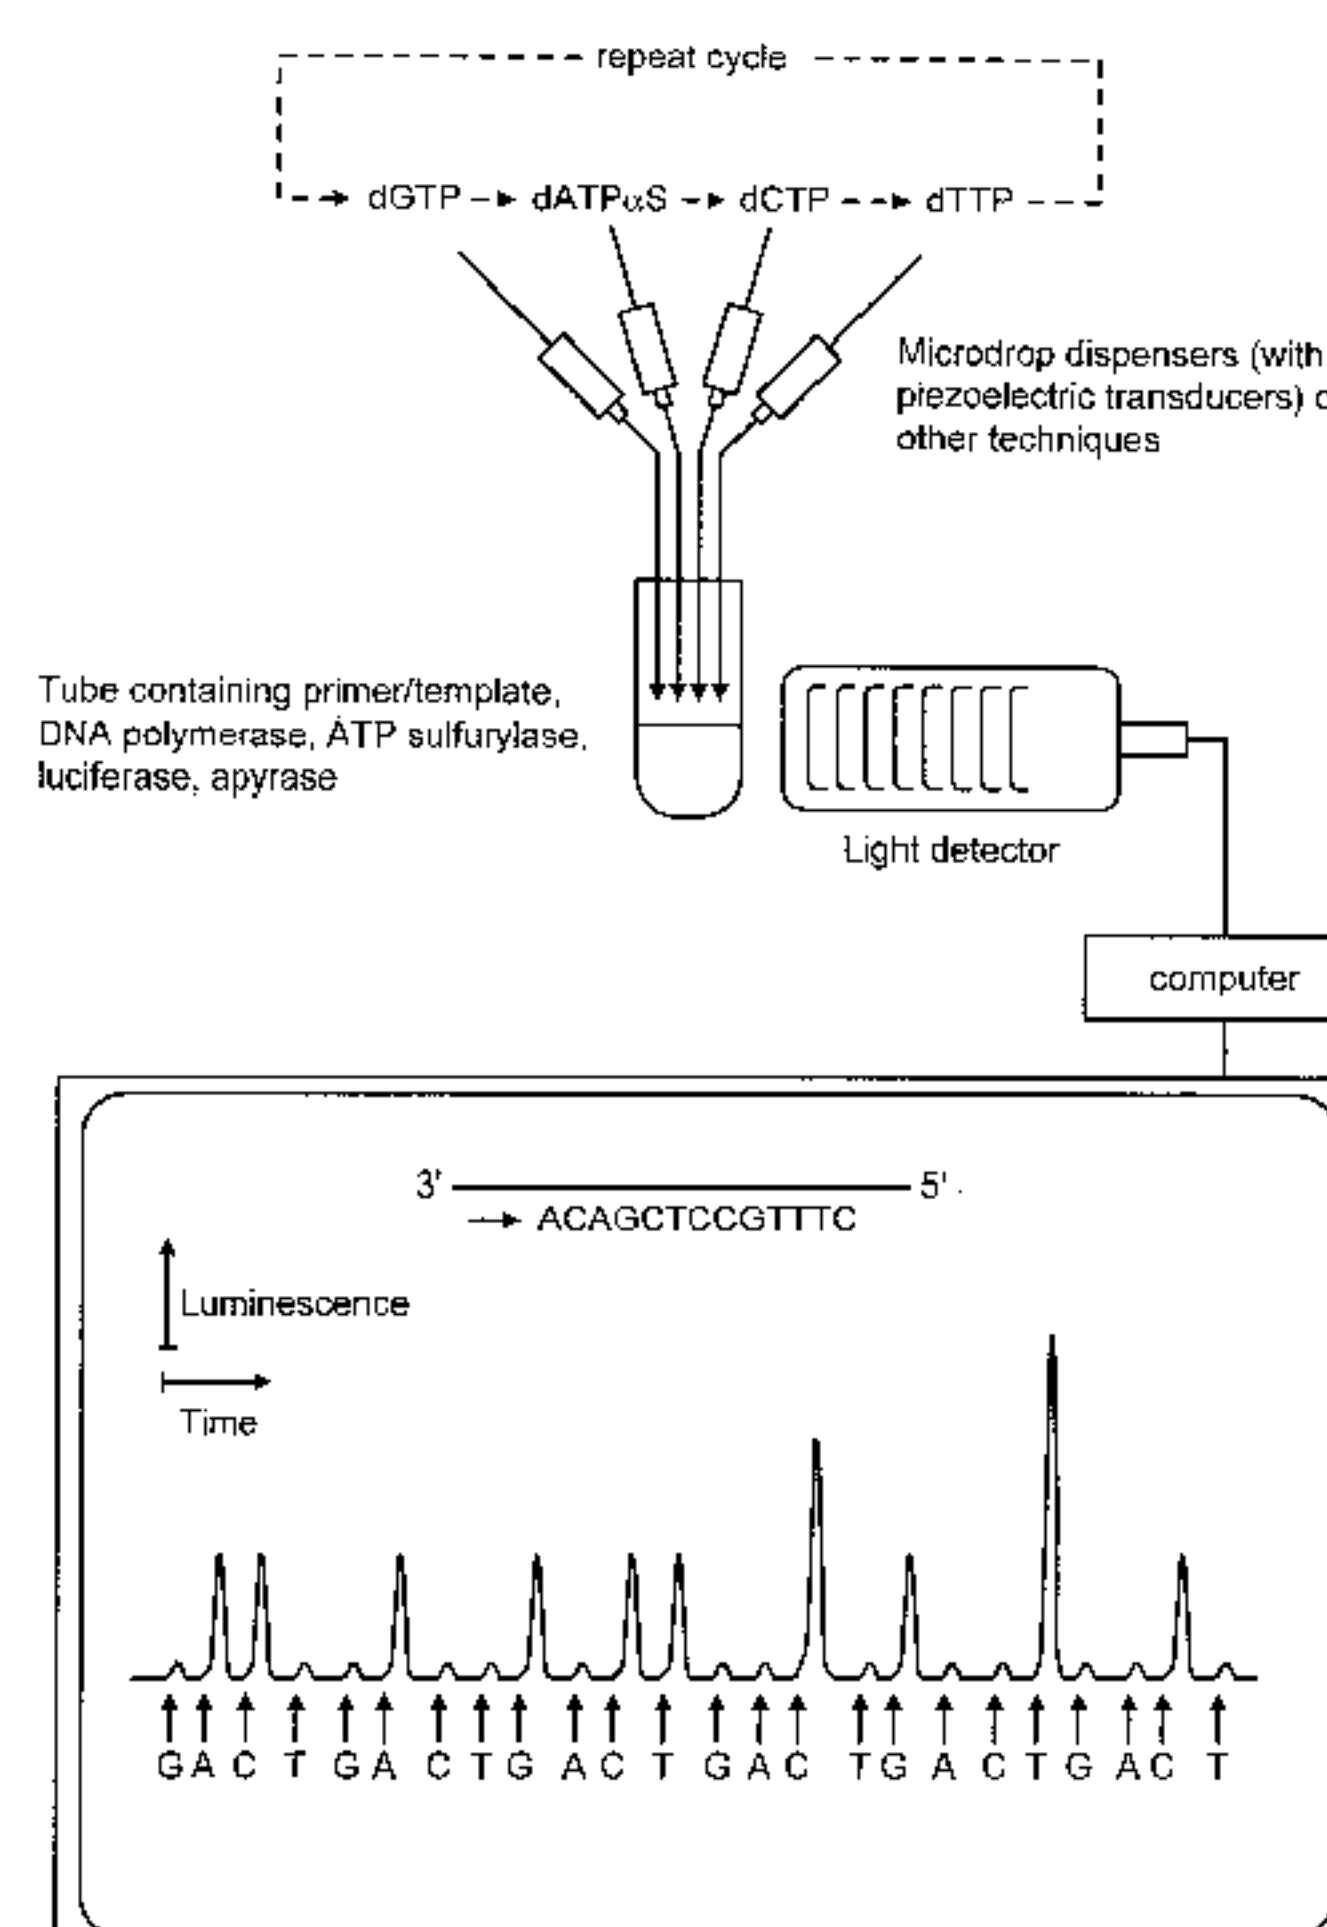 repeat cycle
dGTP dATPαS dCTP dTTP
Microdrop dispensers (with
piezoelectric transducers)
other techniques
Tube containing primer/template,
DNA polymerase, ATP sulfurylase,
luciferase, apyrase
Light detector
computer
3' 5'
ACAGCTCCGTTTC
Luminescence
Time
G A C T G A C T G A C T G A C T G A C T G A C T